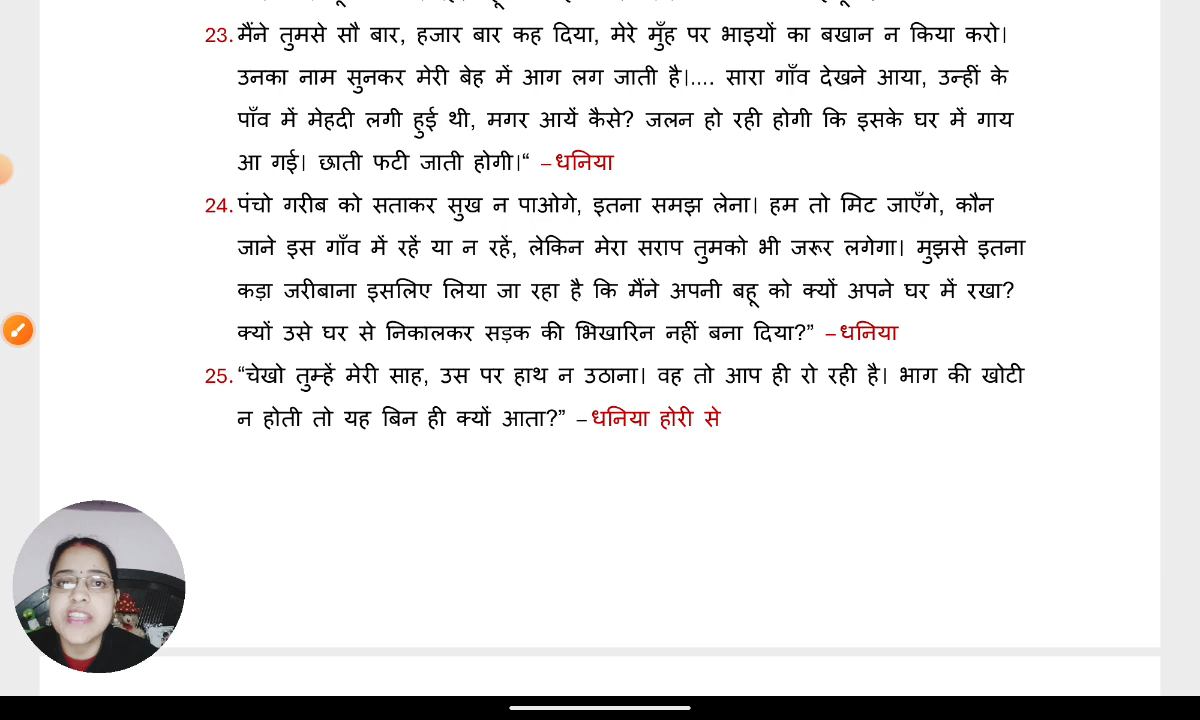 23. मैंने तुमसे सौ बार, हजार बार कह दिया, मेरे मुँह पर भाइयों का बखान न किया करो।
उनका नाम सुनकर मेरी बेह में आग लग जाती है।.... सारा गाँव देखने आया, उन्हीं के
पाँव में मेहदी लगी हुई थी, मगर आयें कैसे? जलन हो रही होगी कि इसके घर में गाय
आ गई। छाती फटी जाती होगी।“ –धनिया
24. पंचो गरीब को सताकर सुख न पाओगे, इतना समझ लेना। हम तो मिट जाएँगे, कौन
जाने इस गाँव में रहें या न रहें, लेकिन मेरा सराप तुमको भी जरूर लगेगा। मुझसे इतना
कड़ा जरीबाना इसलिए लिया जा रहा है कि मैंने अपनी बहू को क्यों अपने घर में रखा?
क्यों उसे घर से निकालकर सड़क की भिखारिन नहीं बना दिया?” –धनिया
25. “चेखो तुम्हें मेरी साह, उस पर हाथ न उठाना। वह तो आप ही रो रही है। भाग की खोटी
न होती तो यह बिन ही क्यों आता?” –धनिया होरी से